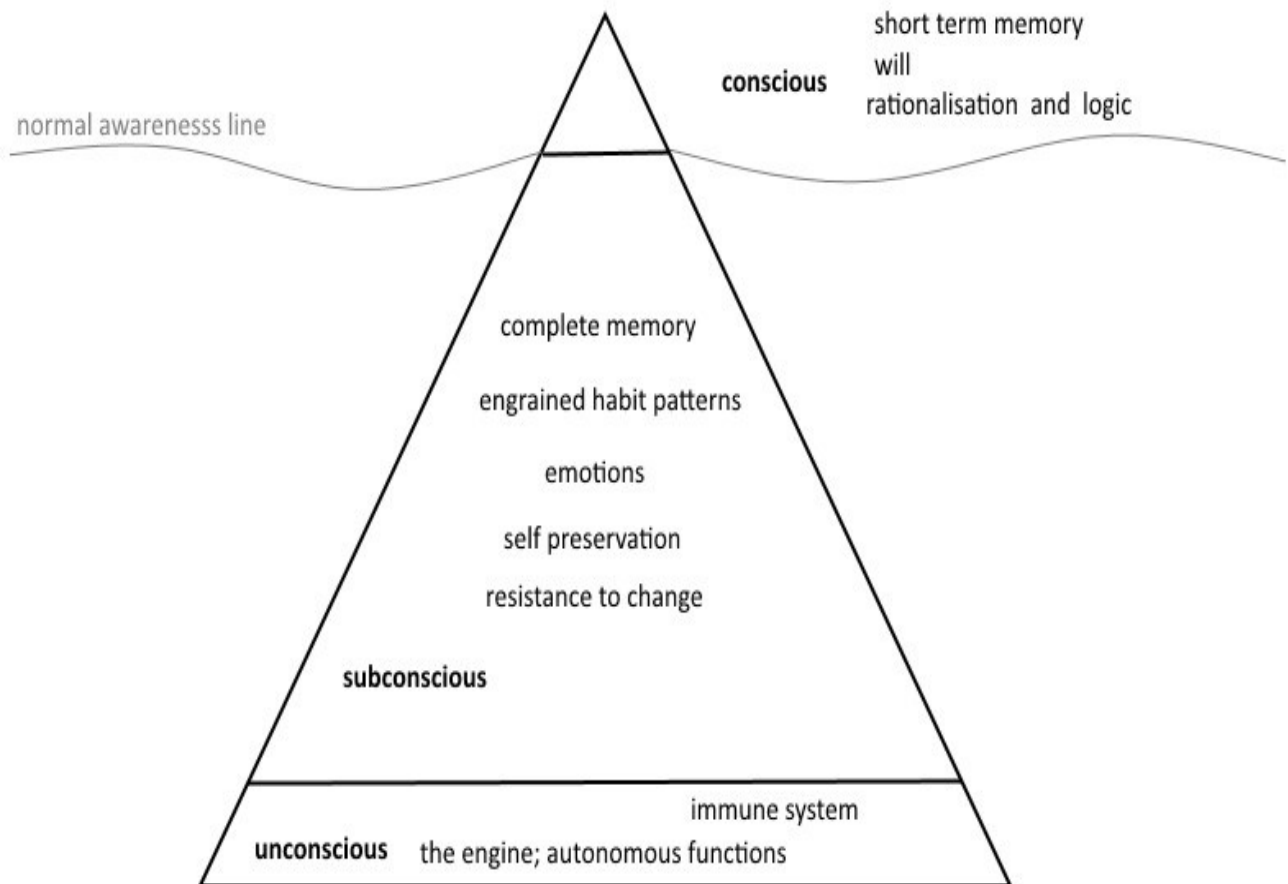 short term memory
conscious will
rationalisation and logic
normal awarenesss line
complete memory
engrained habit patterns
emotions
self preservation
resistance to change
subconscious
immune system
unconscious the engine; autonomous functions